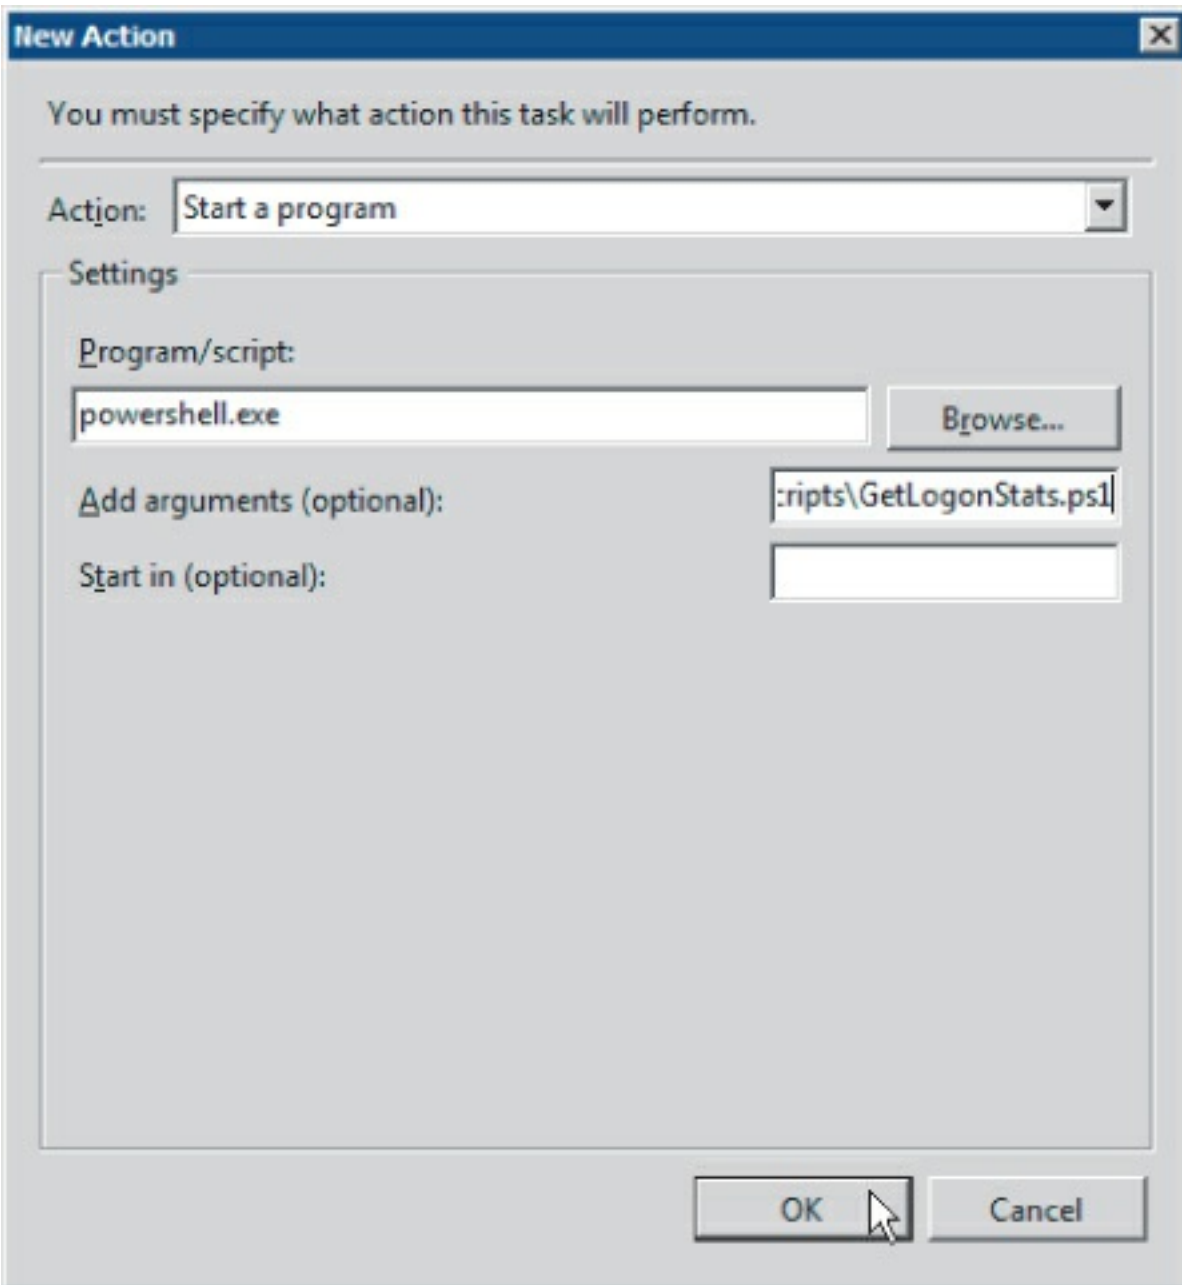 New Action
You must specify what action this task will perform.
Action: Start a program
Settings
Program/script:
powershell.exe Browse...
Add arguments (optional): cripts\GetLogonStats.ps1
Start in (optional):
OK Cancel